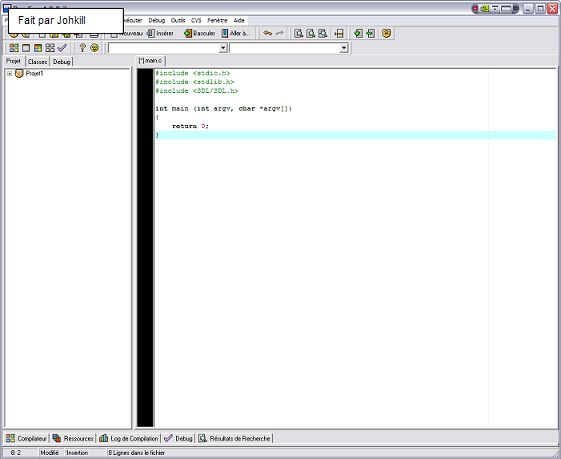 Fait par Johkill
Exécuter Debug Outils CVS Fenêtre Aide
Nouveau Insérer Basculer Aller à...
Projet Classes Debug
[*] main.c
Projet1
#include <stdio.h>
#include <stdlib.h>
#include <SDL/SDL.h>
int main (int argv, char *argv[])
{
return 0;
}
Compilateur Ressources Log de Compilation Debug Résultats de Recherche
8: 2 Modifié Insertion 8 Lignes dans le fichier